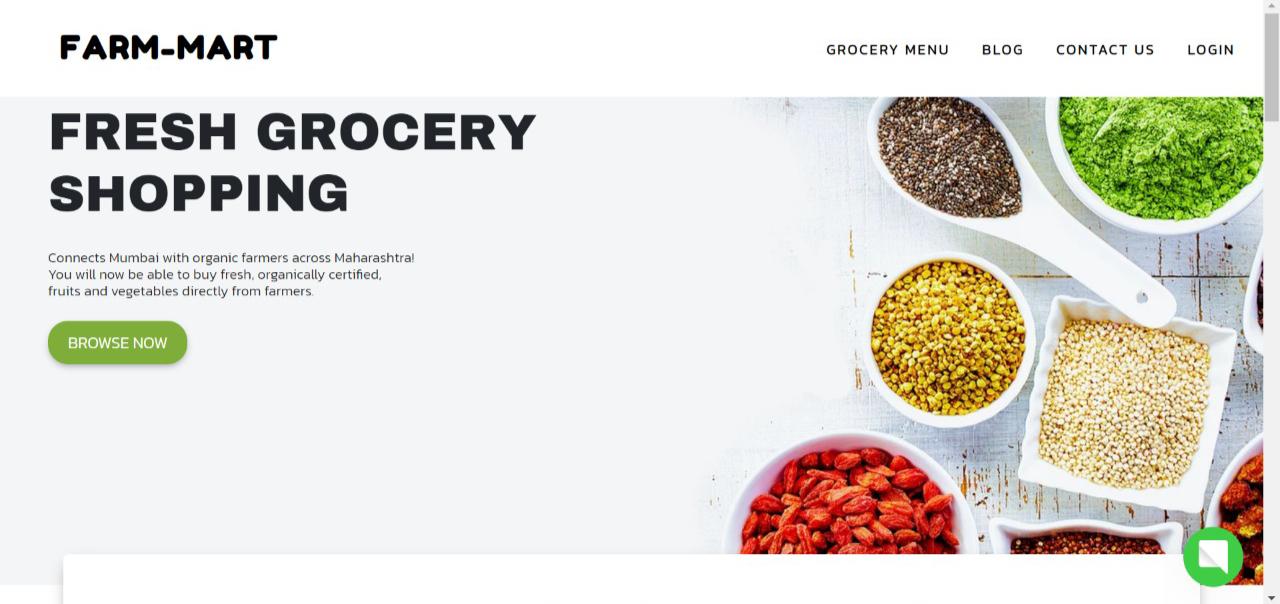 FARM-MART
GROCERY MENU
BLOG
CONTACT US
LOGIN
FRESH GROCERY
SHOPPING
Connects Mumbai with organic farmers across Maharashtra!
You will now be able to buy fresh, organically certified,
fruits and vegetables directly from farmers.
BROWSE NOW